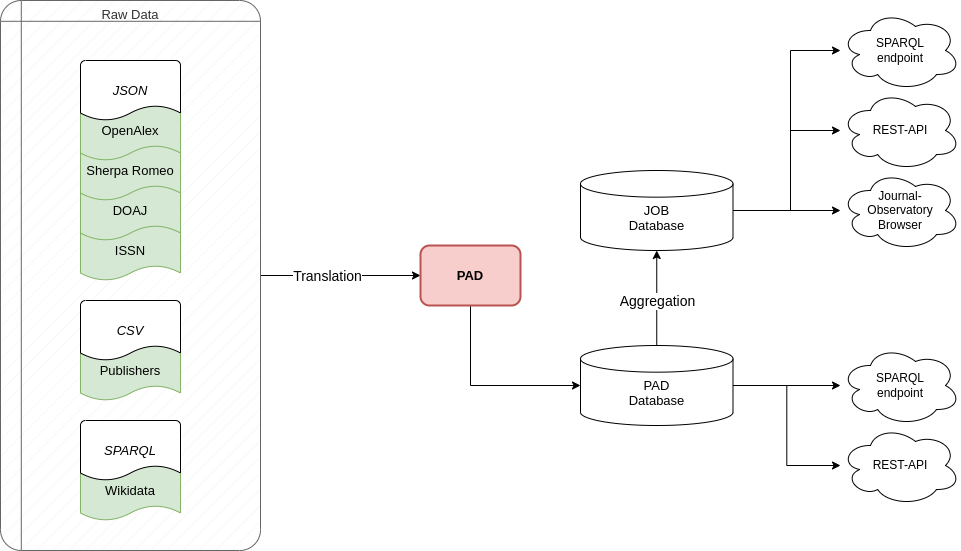 Raw Data
JSON
OpenAlex
Sherpa Romeo
DOAJ
ISSN
CSV
Publishers
SPARQL
Wikidata
Translation
PAD
JOB
Database
Aggregation
PAD
Database
SPARQL
endpoint
REST-API
Journal-
Observatory
Browser
SPARQL
endpoint
REST-API